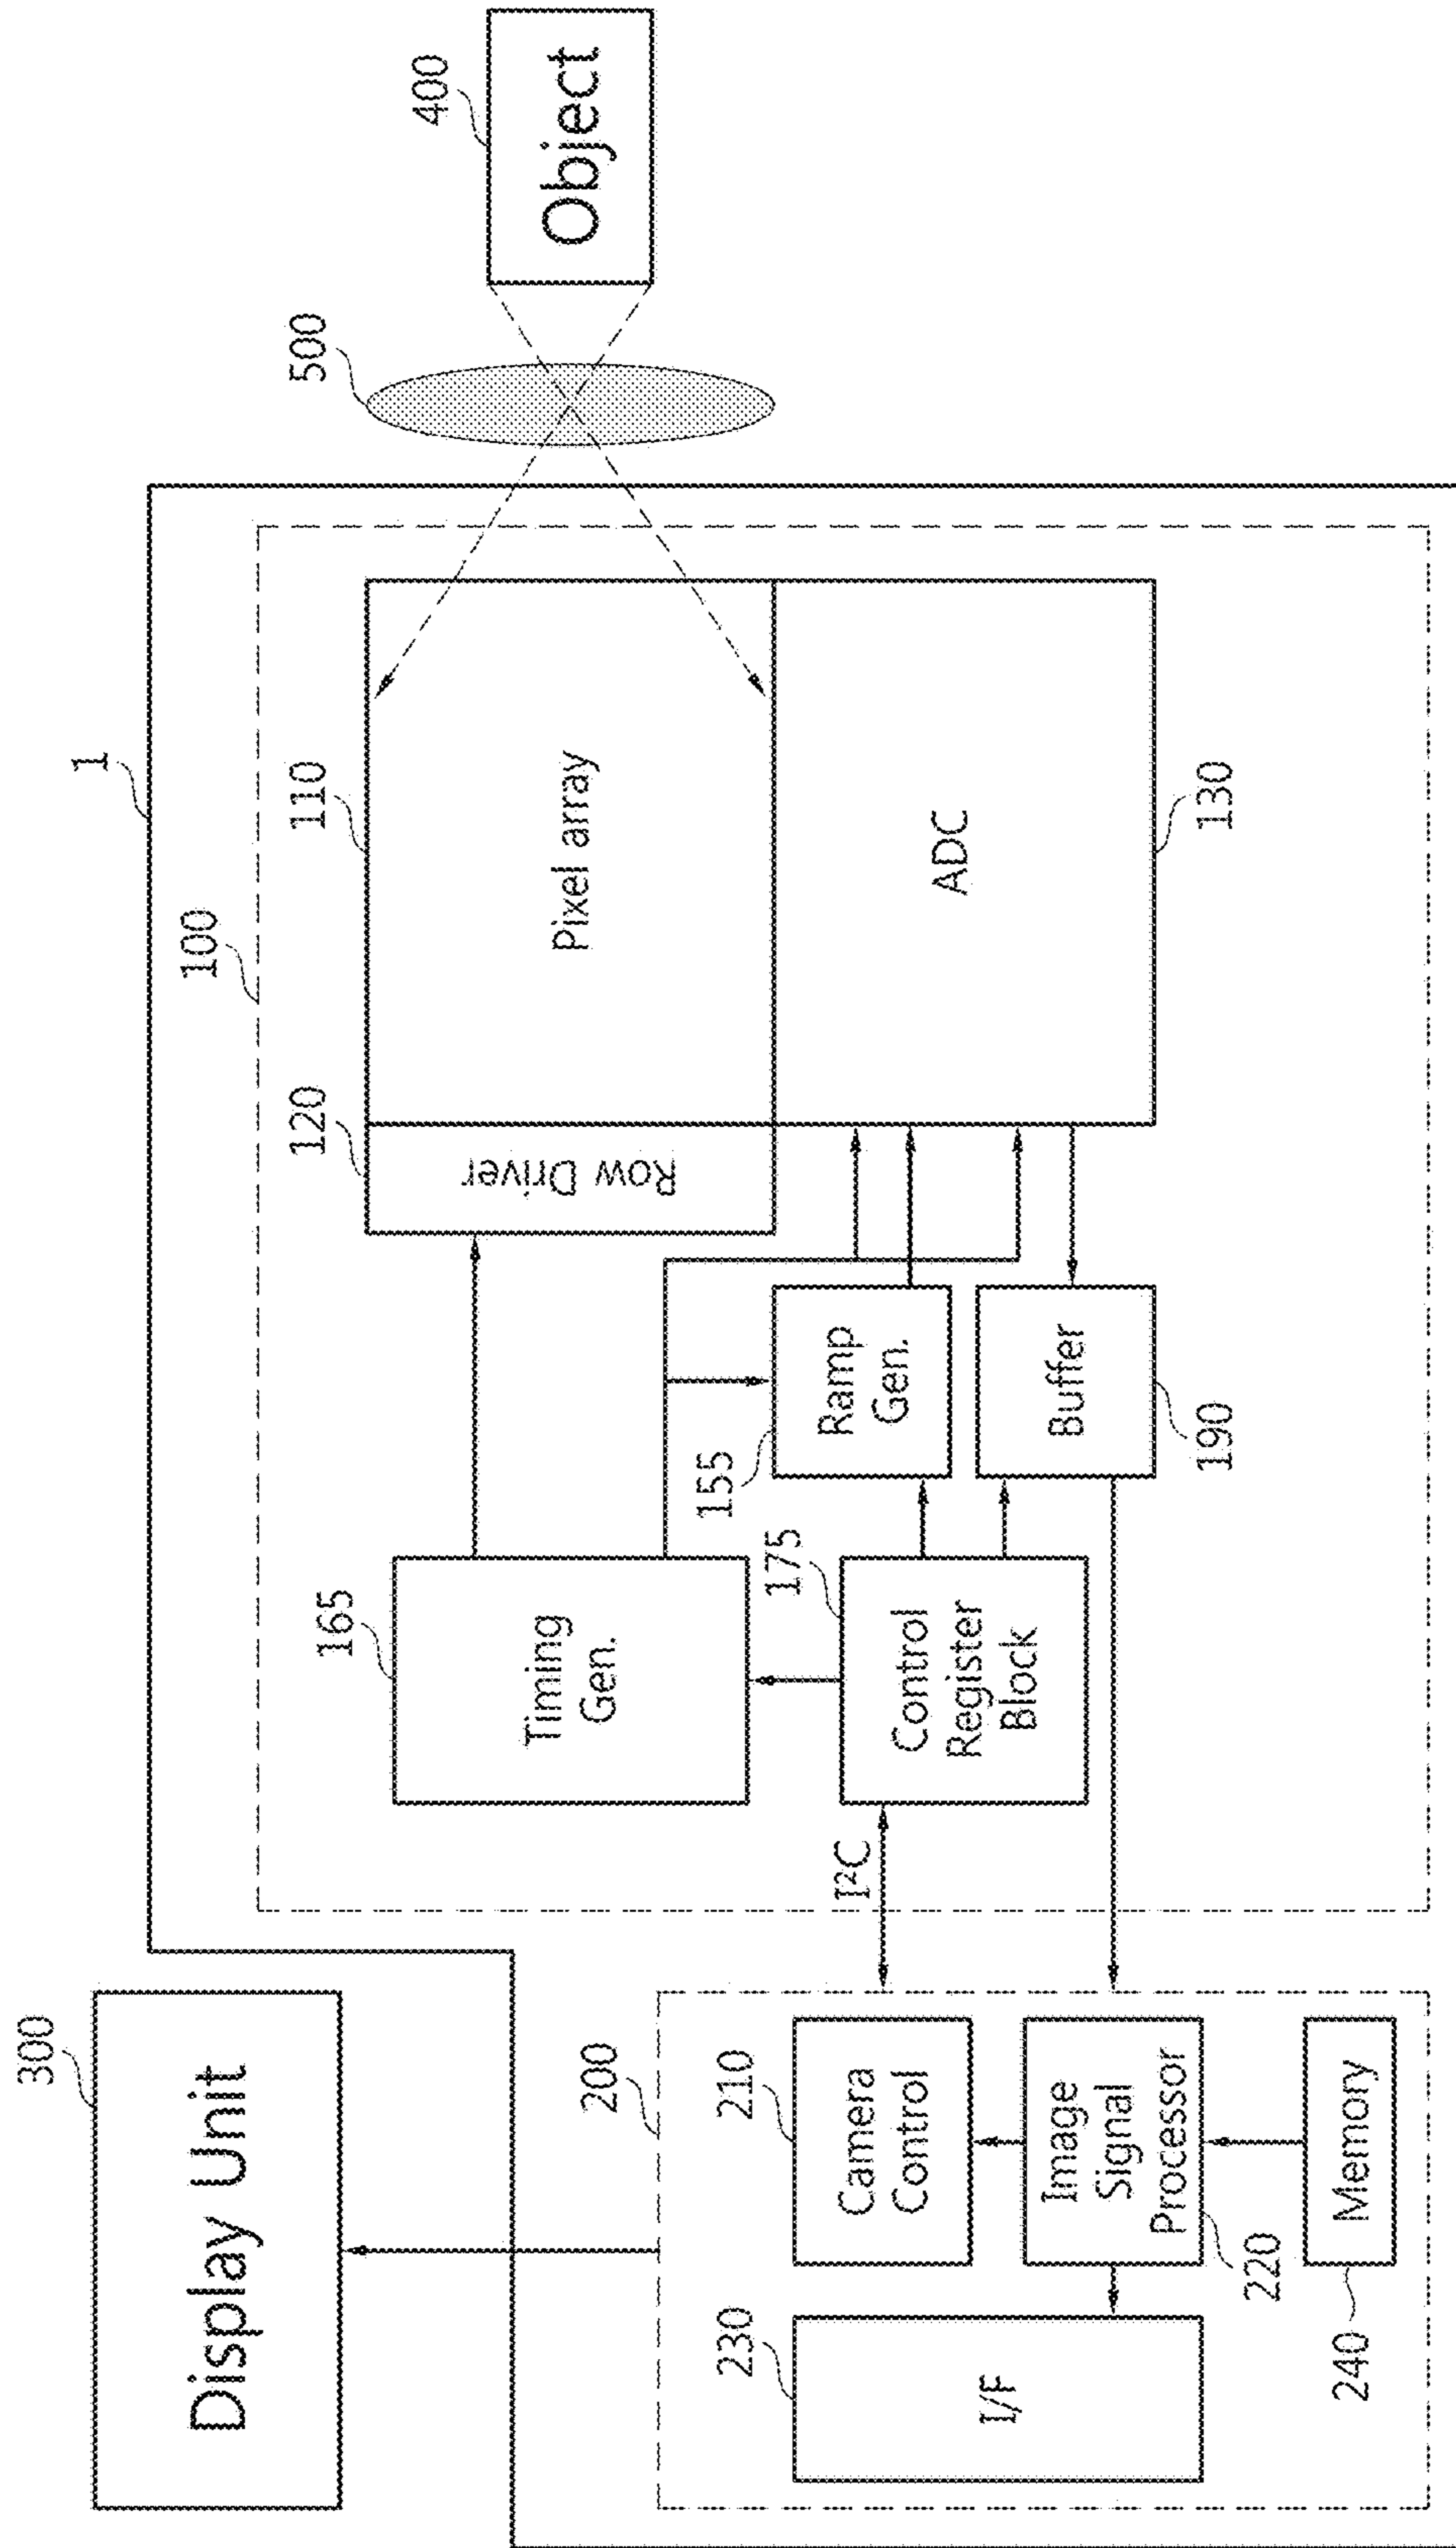 300
Display Unit
1
100
200
230
I/F
210
Camera
Control
220
Image
Signal
Processor
240
Memory
I²C
165
Timing
Gen.
175
Control
Register
Block
155
Ramp
Gen.
190
Buffer
120
Row Driver
110
Pixel array
ADC
130
500
400
Object